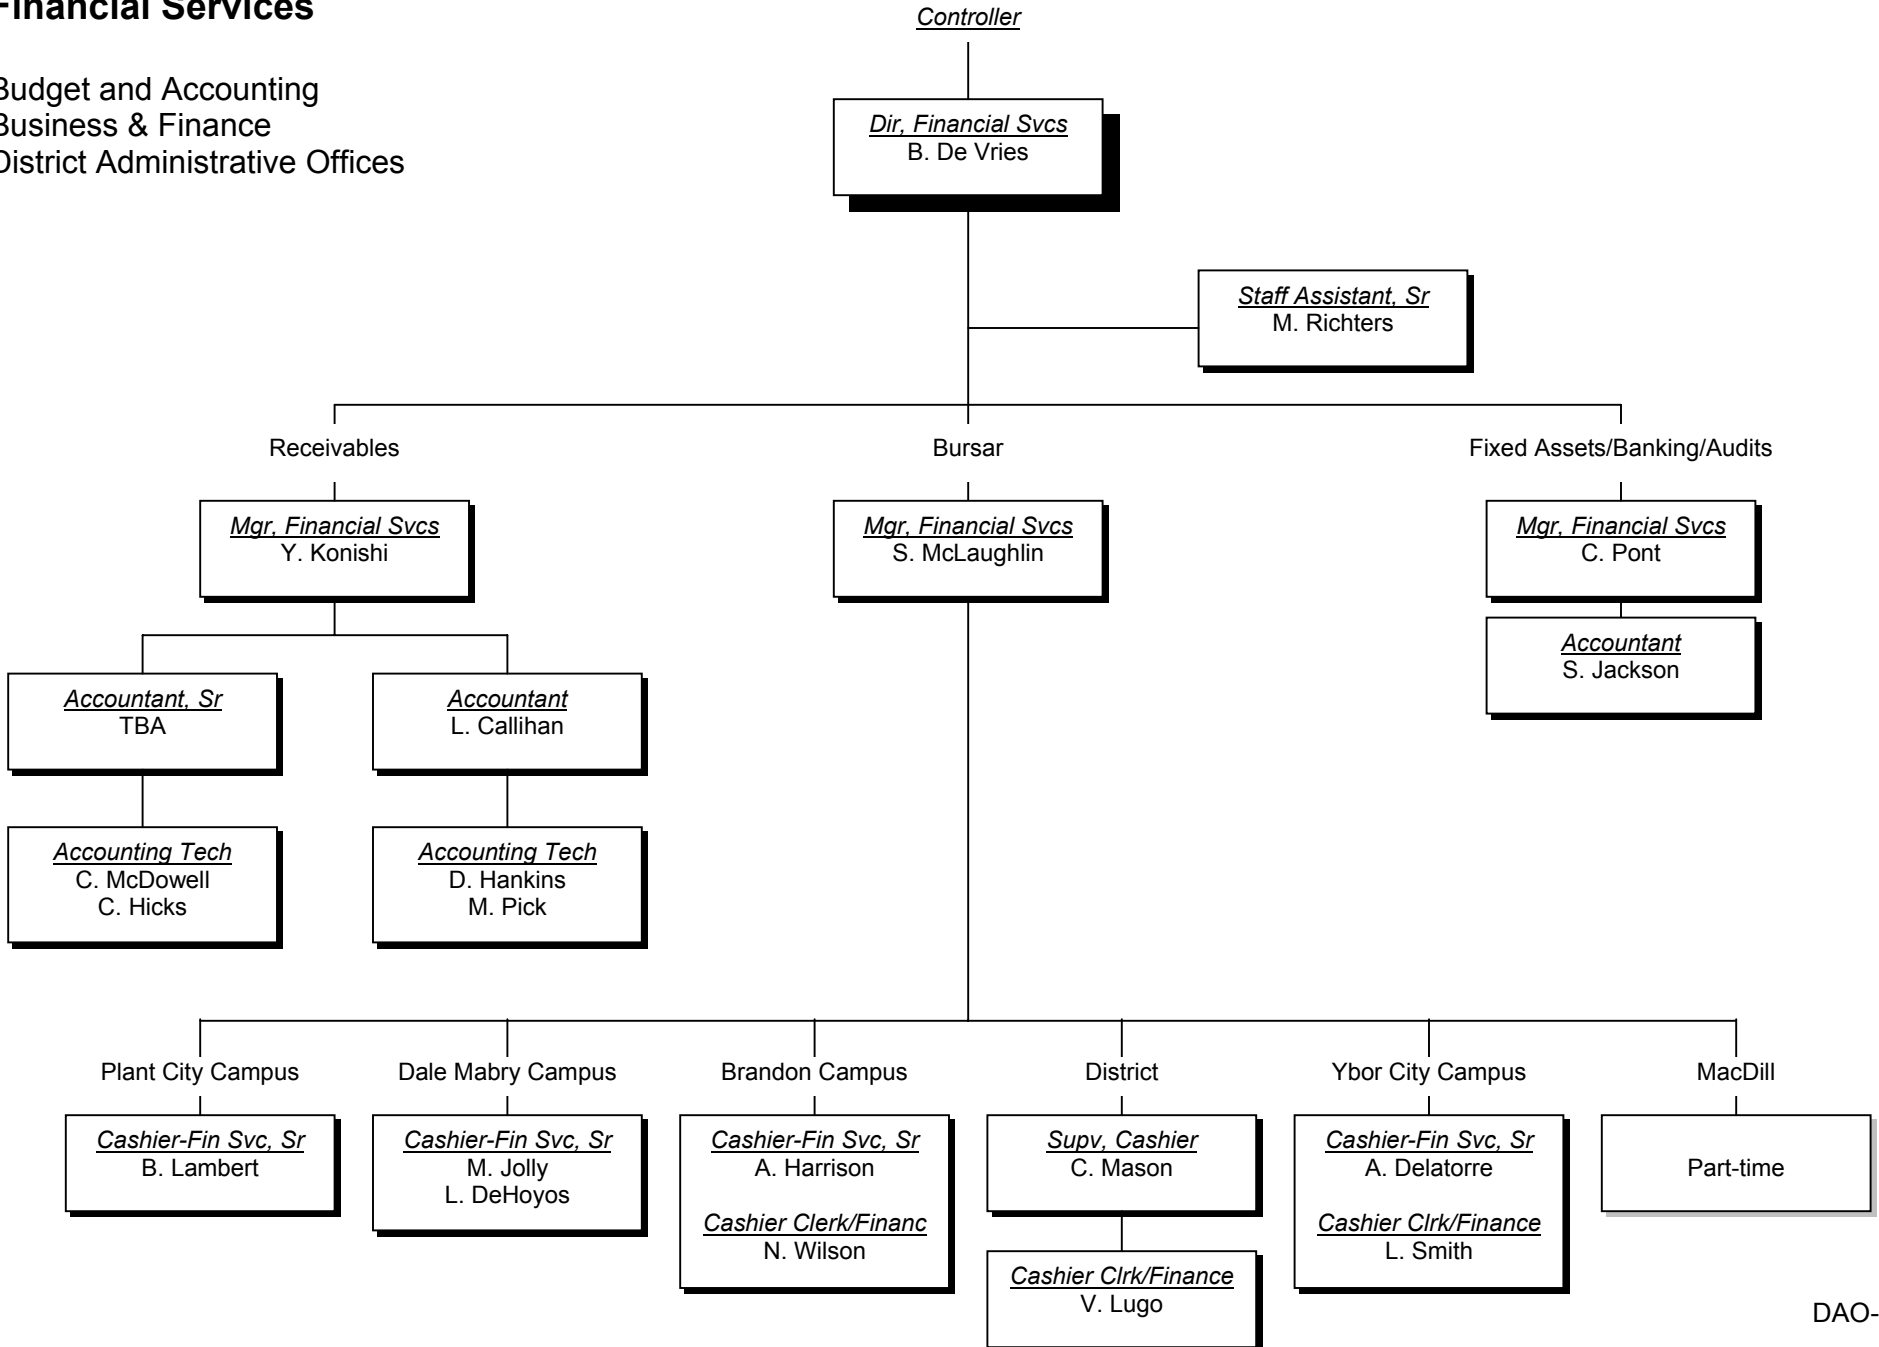 Financial Services
Budget and Accounting
Business & Finance
District Administrative Offices
Controller
Dir, Financial Svcs
B. De Vries
Staff Assistant, Sr
M. Richters
Receivables
Bursar
Fixed Assets/Banking/Audits
Mgr, Financial Svcs
Y. Konishi
Mgr, Financial Svcs
S. McLaughlin
Mgr, Financial Svcs
C. Pont
Accountant
S. Jackson
Accountant, Sr
TBA
Accountant
L. Callihan
Accounting Tech
C. McDowell
C. Hicks
Accounting Tech
D. Hankins
M. Pick
Plant City Campus
Dale Mabry Campus
Brandon Campus
District
Ybor City Campus
MacDill
Cashier-Fin Svc, Sr
B. Lambert
Cashier-Fin Svc, Sr
M. Jolly
L. DeHoyos
Cashier-Fin Svc, Sr
A. Harrison
Cashier Clerk/Financ
N. Wilson
Supv, Cashier
C. Mason
Cashier Clrk/Finance
V. Lugo
Cashier-Fin Svc, Sr
A. Delatorre
Cashier Clrk/Finance
L. Smith
Part-time
DAO-